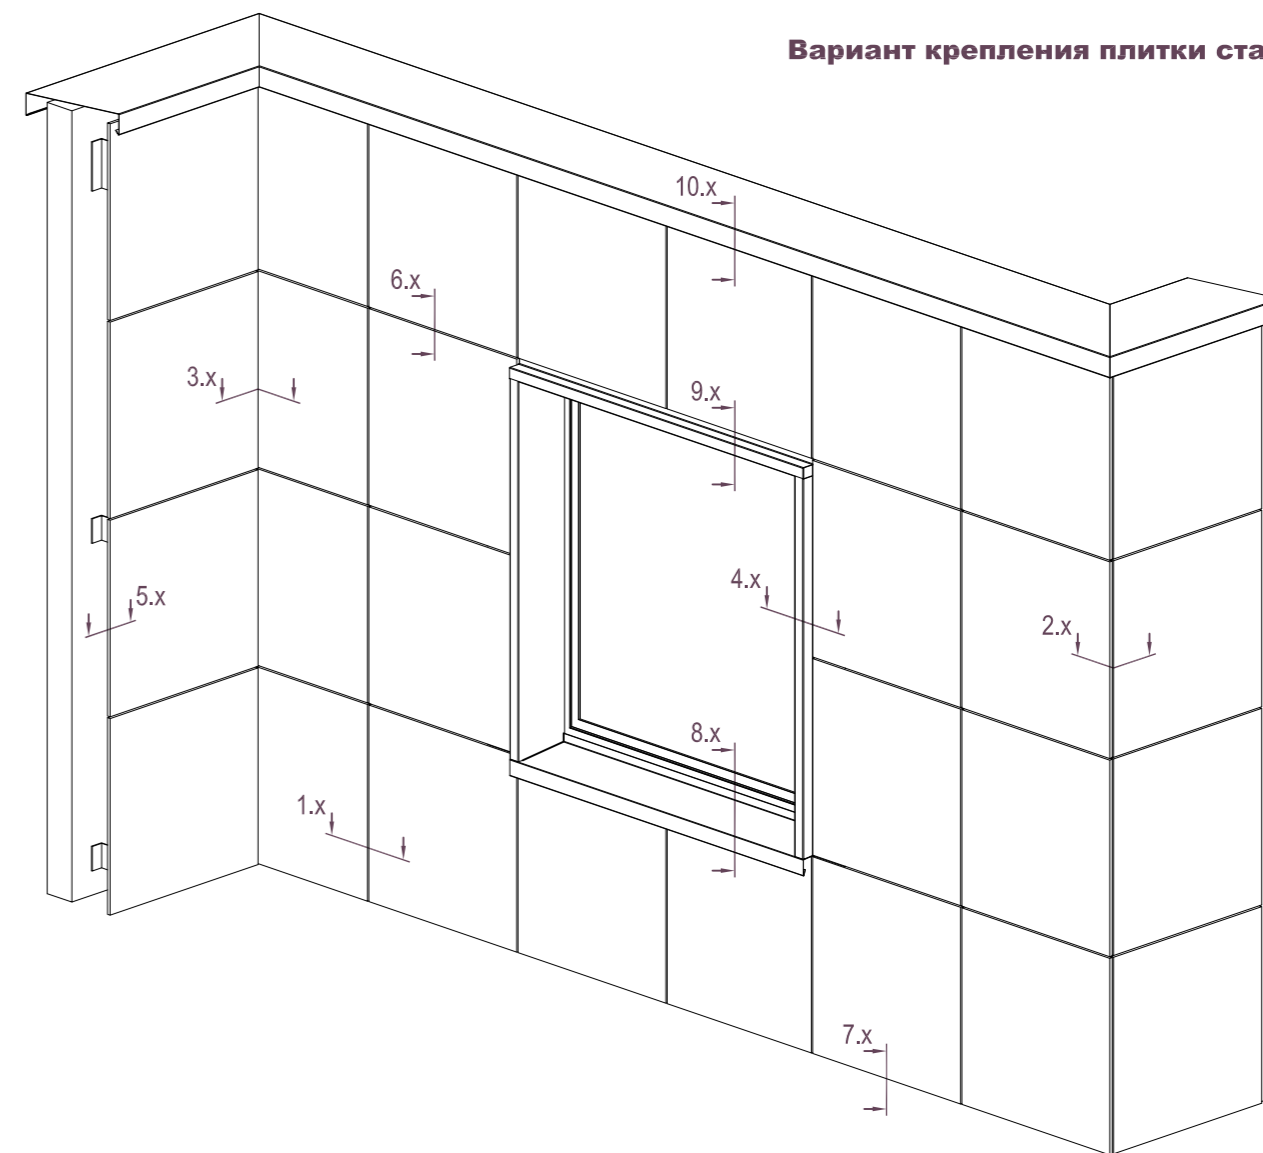 Вариант крепления плитки ста
10.x
6.x
3.x
9.x
5.x
4.x
2.x
8.x
1.x
7.x